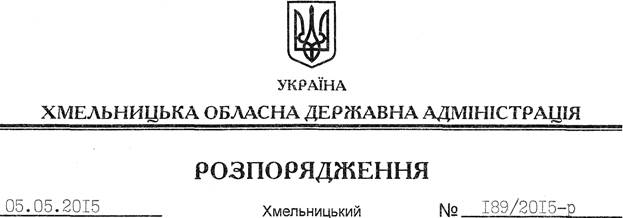 УКРАЇНА
ХМЕЛЬНИЦЬКА ОБЛАСНА ДЕРЖАВНА АДМІНІСТРАЦІЯ
РОЗПОРЯДЖЕННЯ
05.05.2015 Хмельницький № 189/2015-р